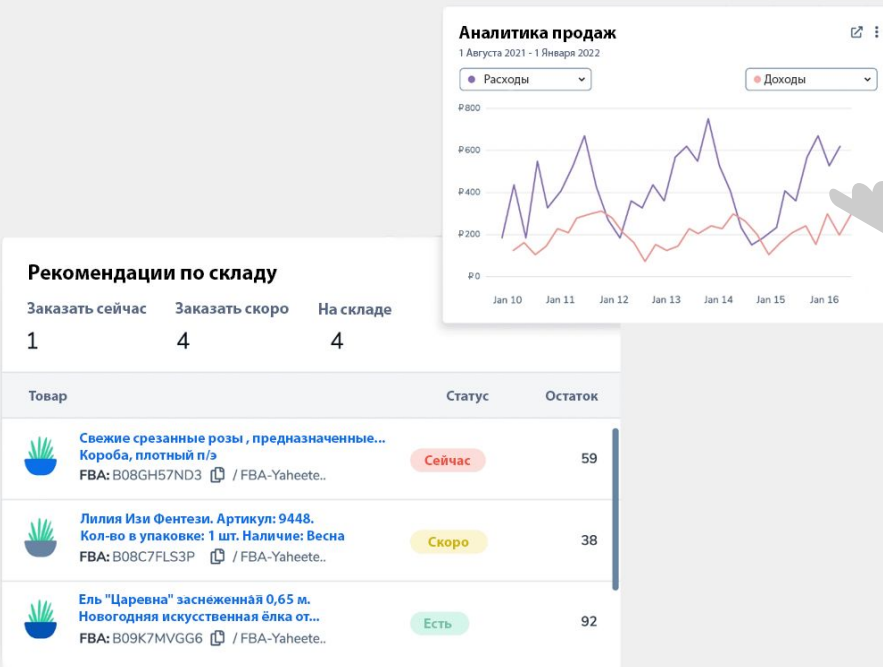 Аналитика продаж
1 Августа 2021 - 1 Января 2022
Расходы
Доходы
₽800
₽600
₽400
₽200
₽0
Jan 10 Jan 11 Jan 12 Jan 13 Jan 14 Jan 15 Jan 16
Рекомендации по складу
Заказать сейчас Заказать скоро На складе
1 4 4
Товар Статус Остаток
Свежие срезанные розы , предназначенные...
Короба, плотный п/э
FBA: B08GH57ND3 / FBA-Yaheete..
Сейчас
59
Лилия Изи Фентези. Артикул: 9448.
Кол-во в упаковке: 1 шт. Наличие: Весна
FBA: B08C7FLS3P / FBA-Yaheete..
Скоро
38
Ель "Царевна" заснеженная 0,65 м.
Новогодняя искусственная ёлка от...
FBA: B09K7MVGG6 / FBA-Yaheete..
Есть
92